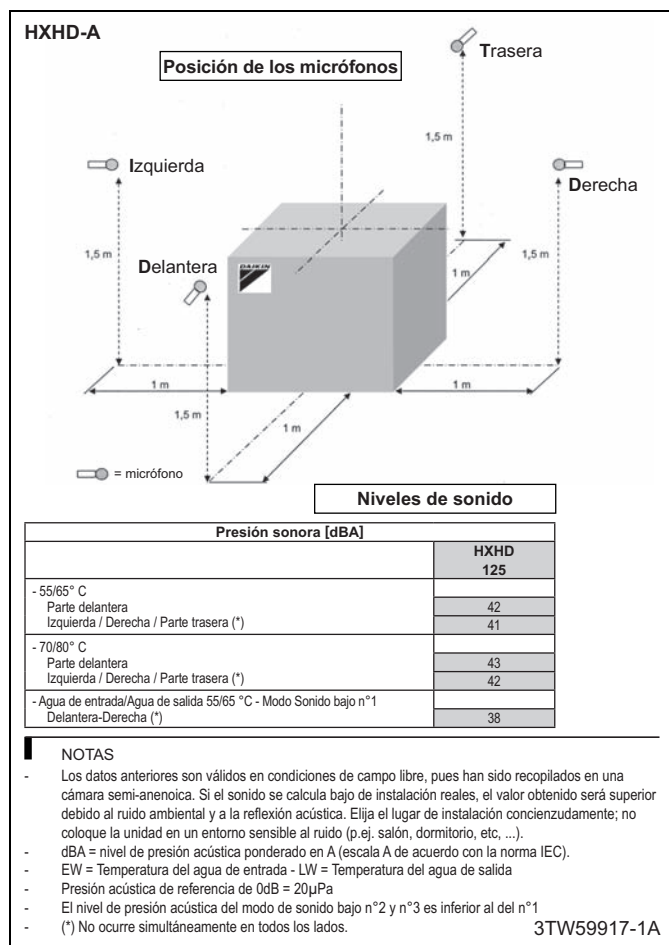 HXHD-A
Posición de los micrófonos
Trasera
1,5 m
Izquierda
Derecha
1,5 m
1,5 m
Delantera
DAIKIN
1 m
1 m
1 m
1,5 m
1 m
= micrófono
Niveles de sonido
Presión sonora [dBA]
HXHD
125
- 55/65° C
Parte delantera 42
Izquierda / Derecha / Parte trasera (*) 41
- 70/80° C
Parte delantera 43
Izquierda / Derecha / Parte trasera (*) 42
- Agua de entrada/Agua de salida 55/65 °C - Modo Sonido bajo n°1
Delantera-Derecha (*) 38
NOTAS
- Los datos anteriores son válidos en condiciones de campo libre, pues han sido recopilados en una
cámara semi-anenoica. Si el sonido se calcula bajo de instalación reales, el valor obtenido será superior
debido al ruido ambiental y a la reflexión acústica. Elija el lugar de instalación concienzudamente; no
coloque la unidad en un entorno sensible al ruido (p.ej. salón, dormitorio, etc, ...).
- dBA = nivel de presión acústica ponderado en A (escala A de acuerdo con la norma IEC).
- EW = Temperatura del agua de entrada - LW = Temperatura del agua de salida
- Presión acústica de referencia de 0dB = 20µPa
- El nivel de presión acústica del modo de sonido bajo n°2 y n°3 es inferior al del n°1
- (*) No ocurre simultáneamente en todos los lados.
3TW59917-1A